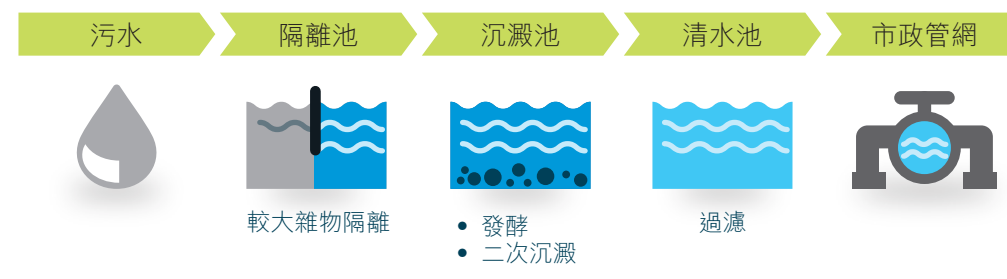 污水
隔離池
沉澱池
清水池
市政管網
較大雜物隔離
• 發酵
• 二次沉澱
過濾